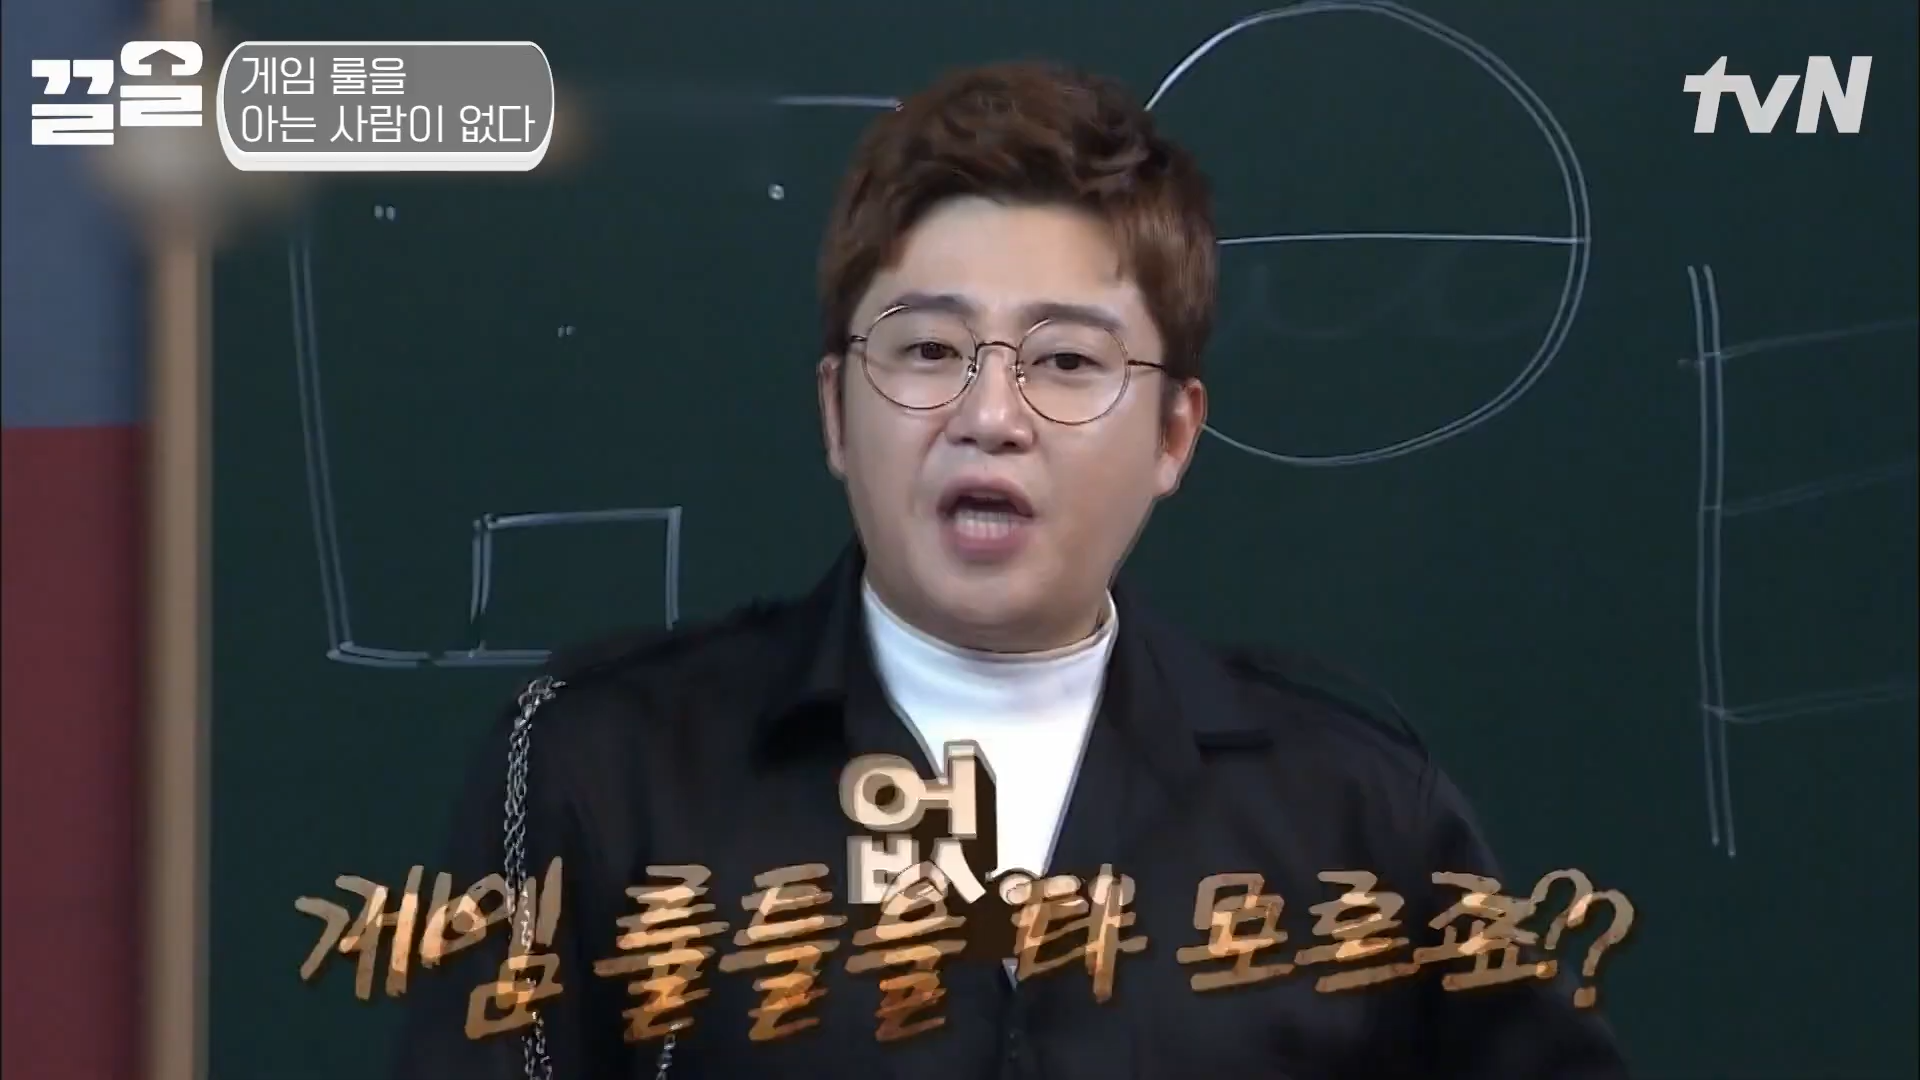 끌올
게임 룰을
아는 사람이 없다
tvN
없
게임 룰들을 다 모르죠??